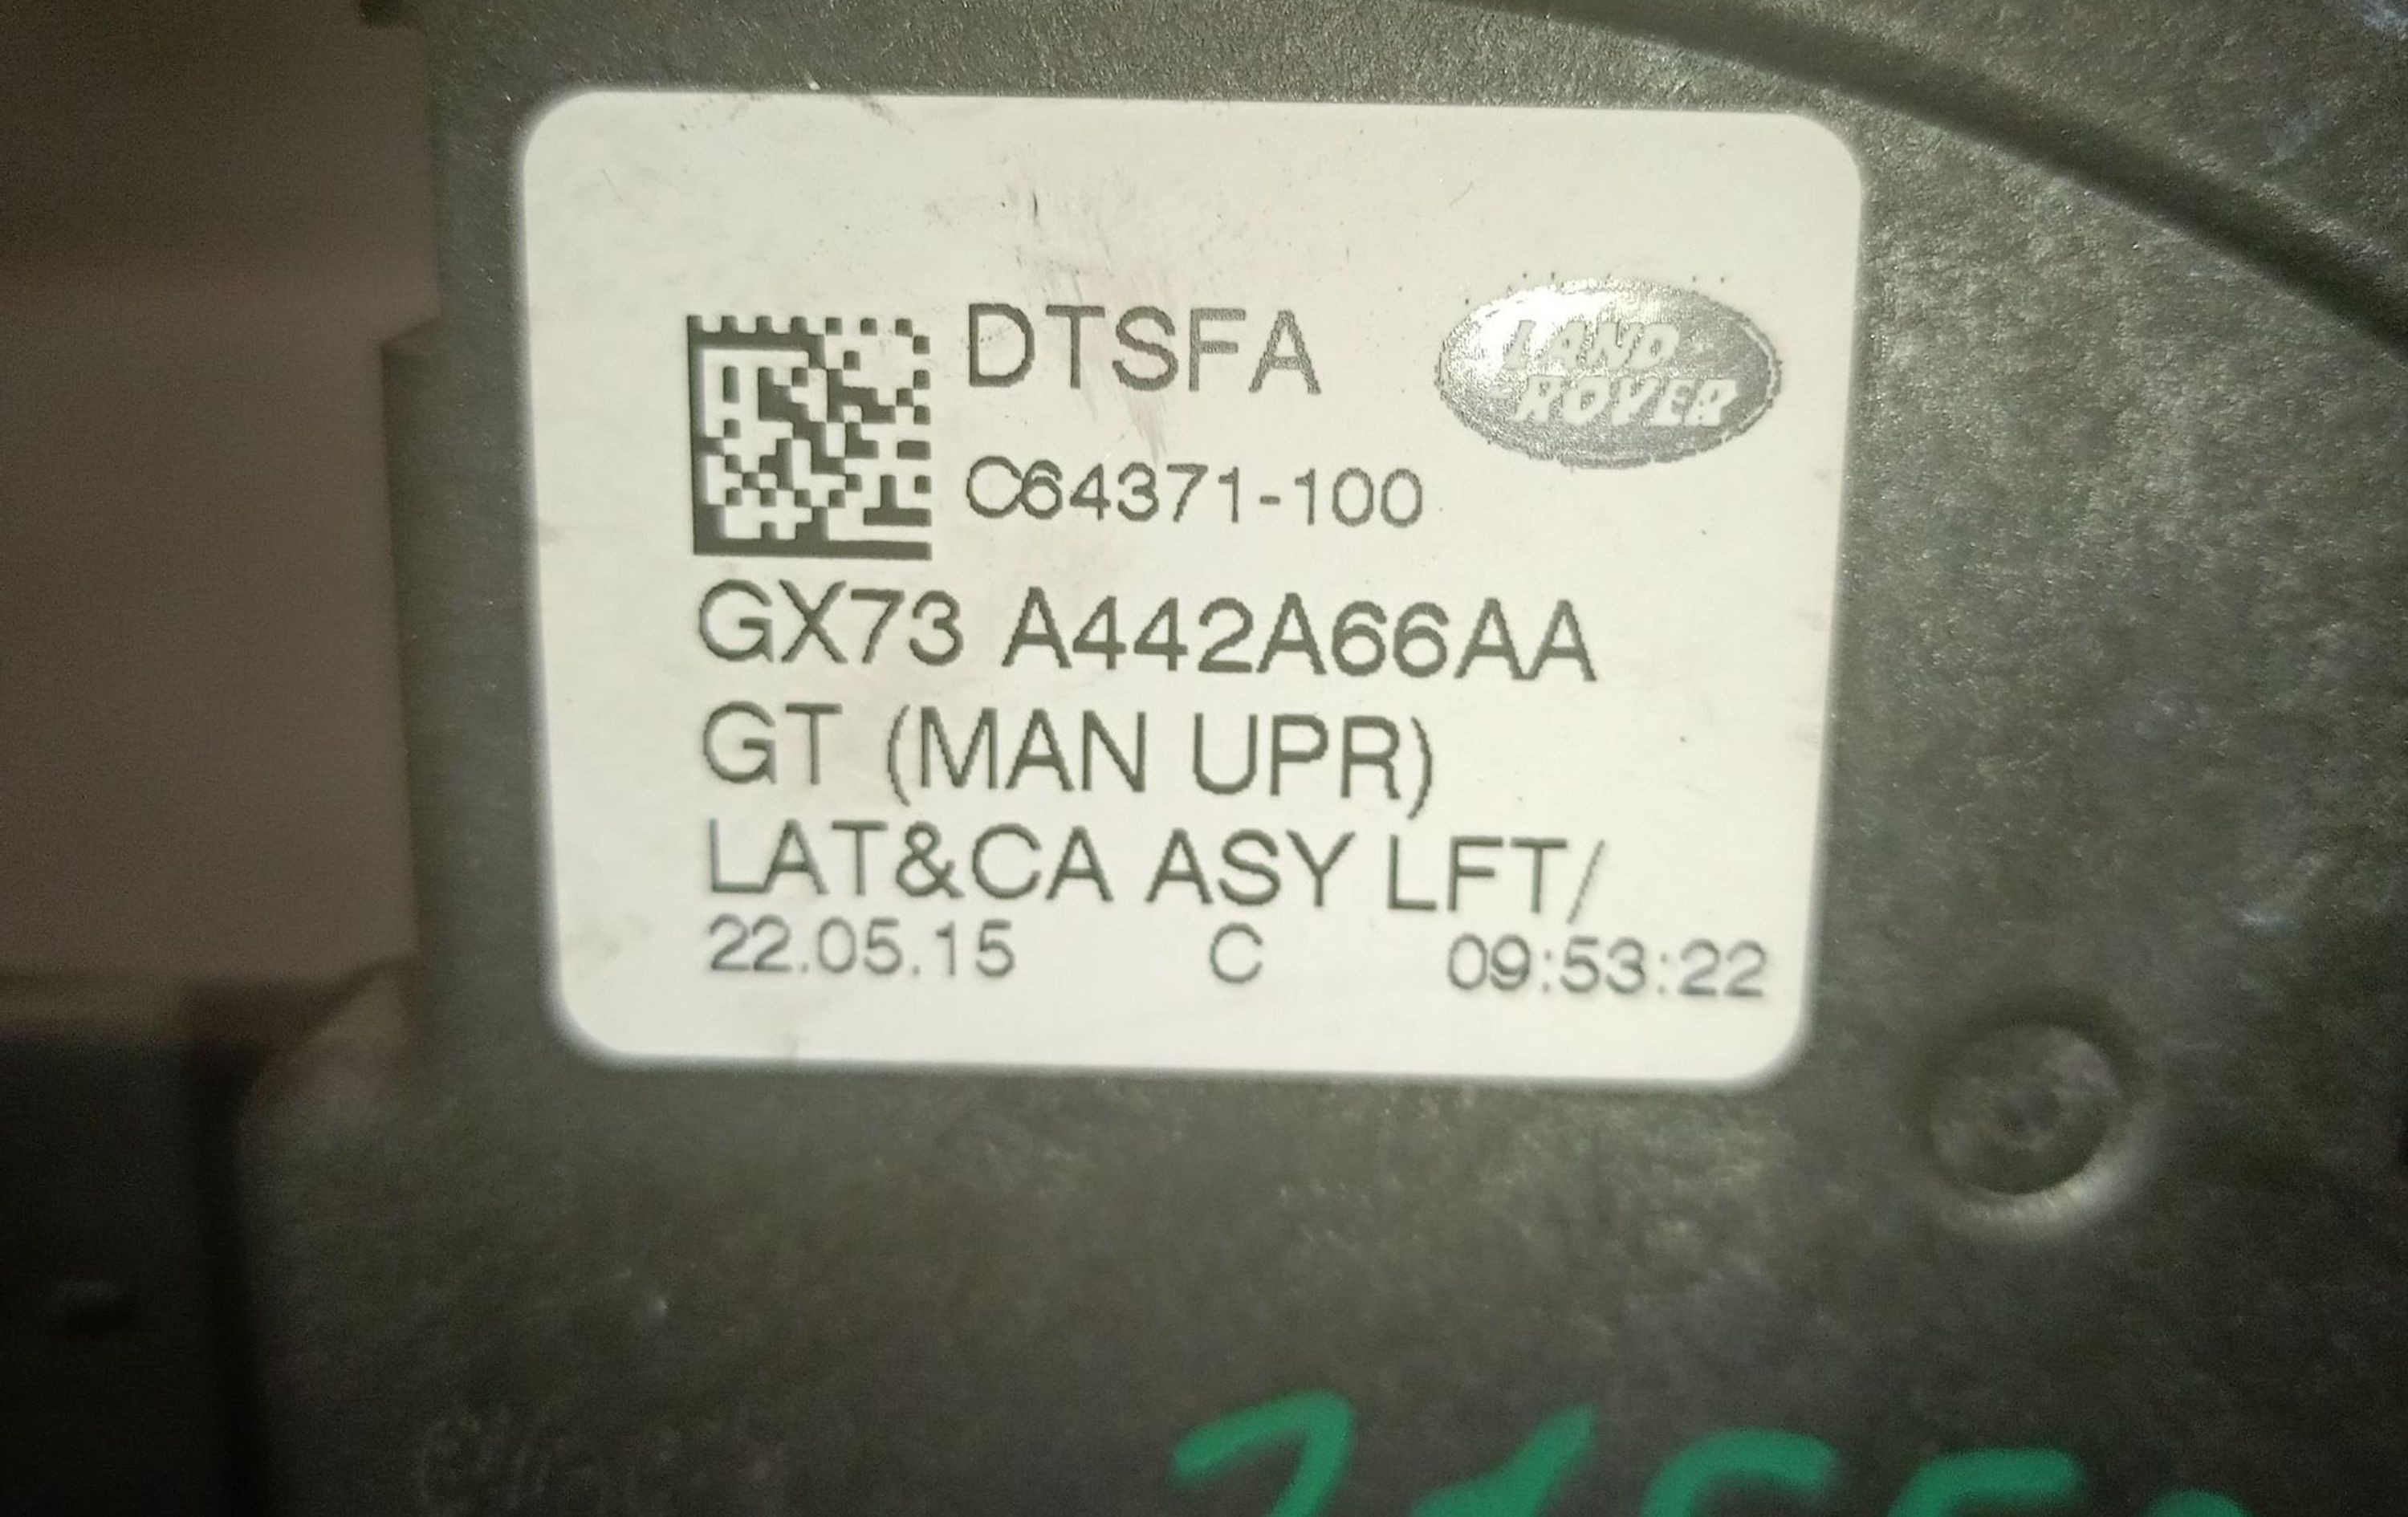 DTSFA
LAND
ROVER
C64371-100
GX73 A442A66AA
GT (MAN UPR)
LAT&CA ASY LFT/
22.05.15 C 09:53:22